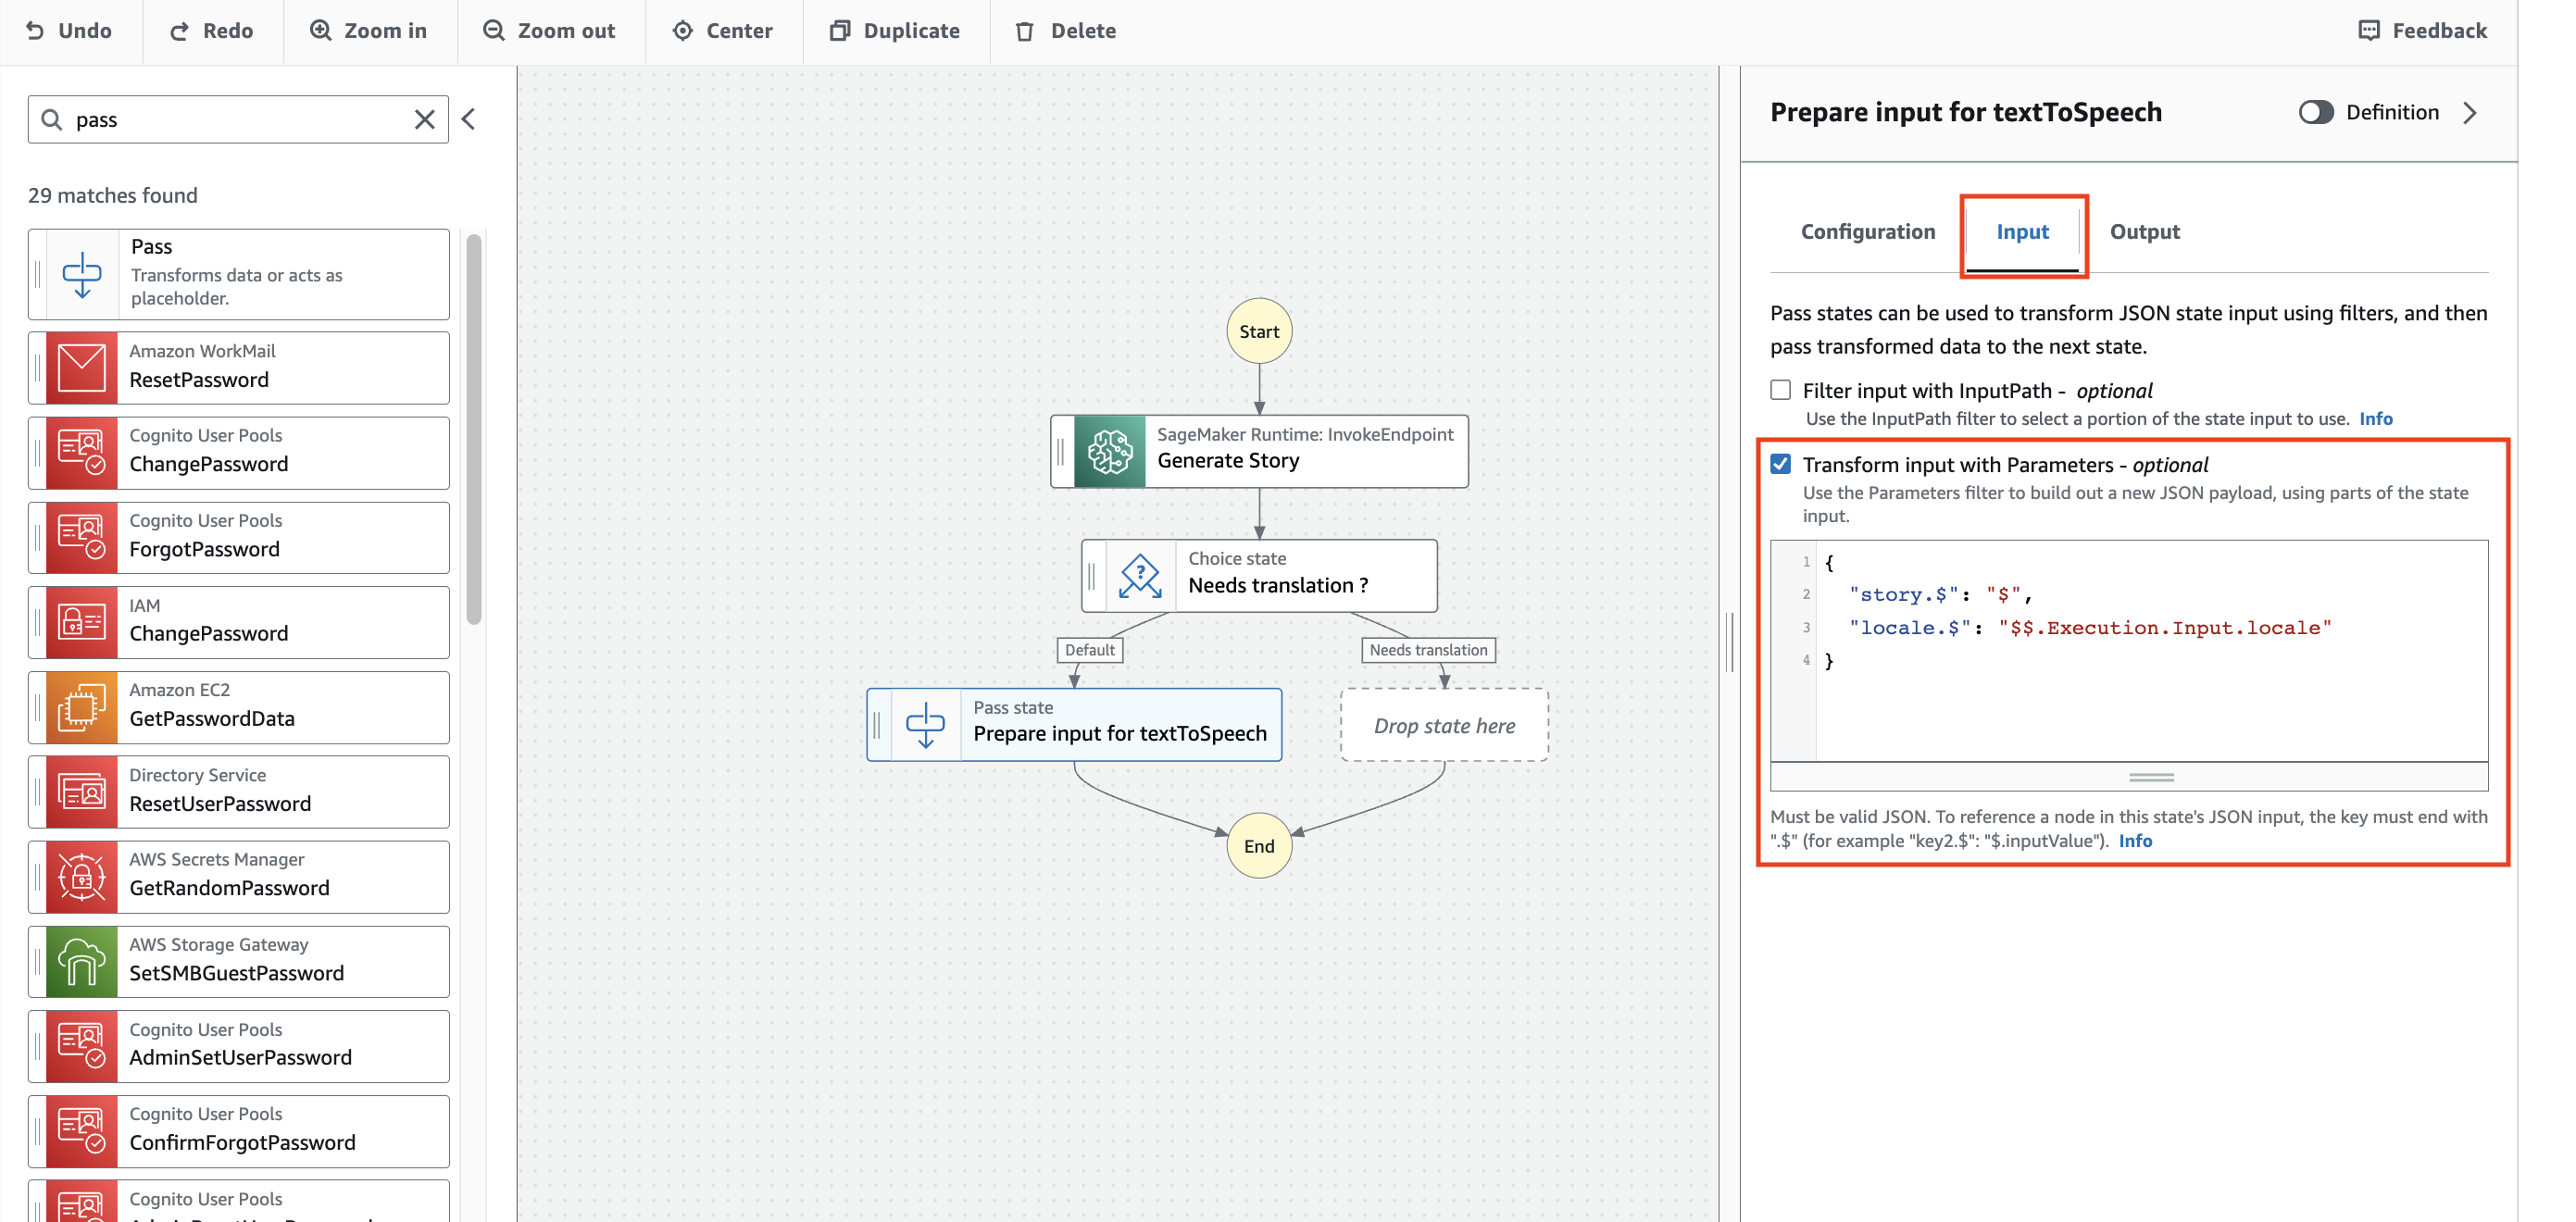 Undo
Redo
Zoom in
Zoom out
Center
Duplicate
Delete
Feedback
pass
29 matches found
Pass
Transforms data or acts as
placeholder.
Amazon WorkMail
ResetPassword
Cognito User Pools
ChangePassword
Cognito User Pools
ForgotPassword
IAM
ChangePassword
Amazon EC2
GetPasswordData
Directory Service
ResetUserPassword
AWS Secrets Manager
GetRandomPassword
AWS Storage Gateway
SetSMBGuestPassword
Cognito User Pools
AdminSetUserPassword
Cognito User Pools
ConfirmForgotPassword
Cognito User Pools
Start
SageMaker Runtime: InvokeEndpoint
Generate Story
Choice state
Needs translation ?
Default
Needs translation
Pass state
Prepare input for textToSpeech
Drop state here
End
Prepare input for textToSpeech
Definition
Configuration
Input
Output
Pass states can be used to transform JSON state input using filters, and then
pass transformed data to the next state.
Filter input with InputPath - optional
Use the InputPath filter to select a portion of the state input to use. Info
Transform input with Parameters - optional
Use the Parameters filter to build out a new JSON payload, using parts of the state
input.
1 {
2 "story.$": "$",
3 "locale.$": "$$.Execution.Input.locale"
4 }
Must be valid JSON. To reference a node in this state's JSON input, the key must end with
".$" (for example "key2.$": "$.inputValue"). Info